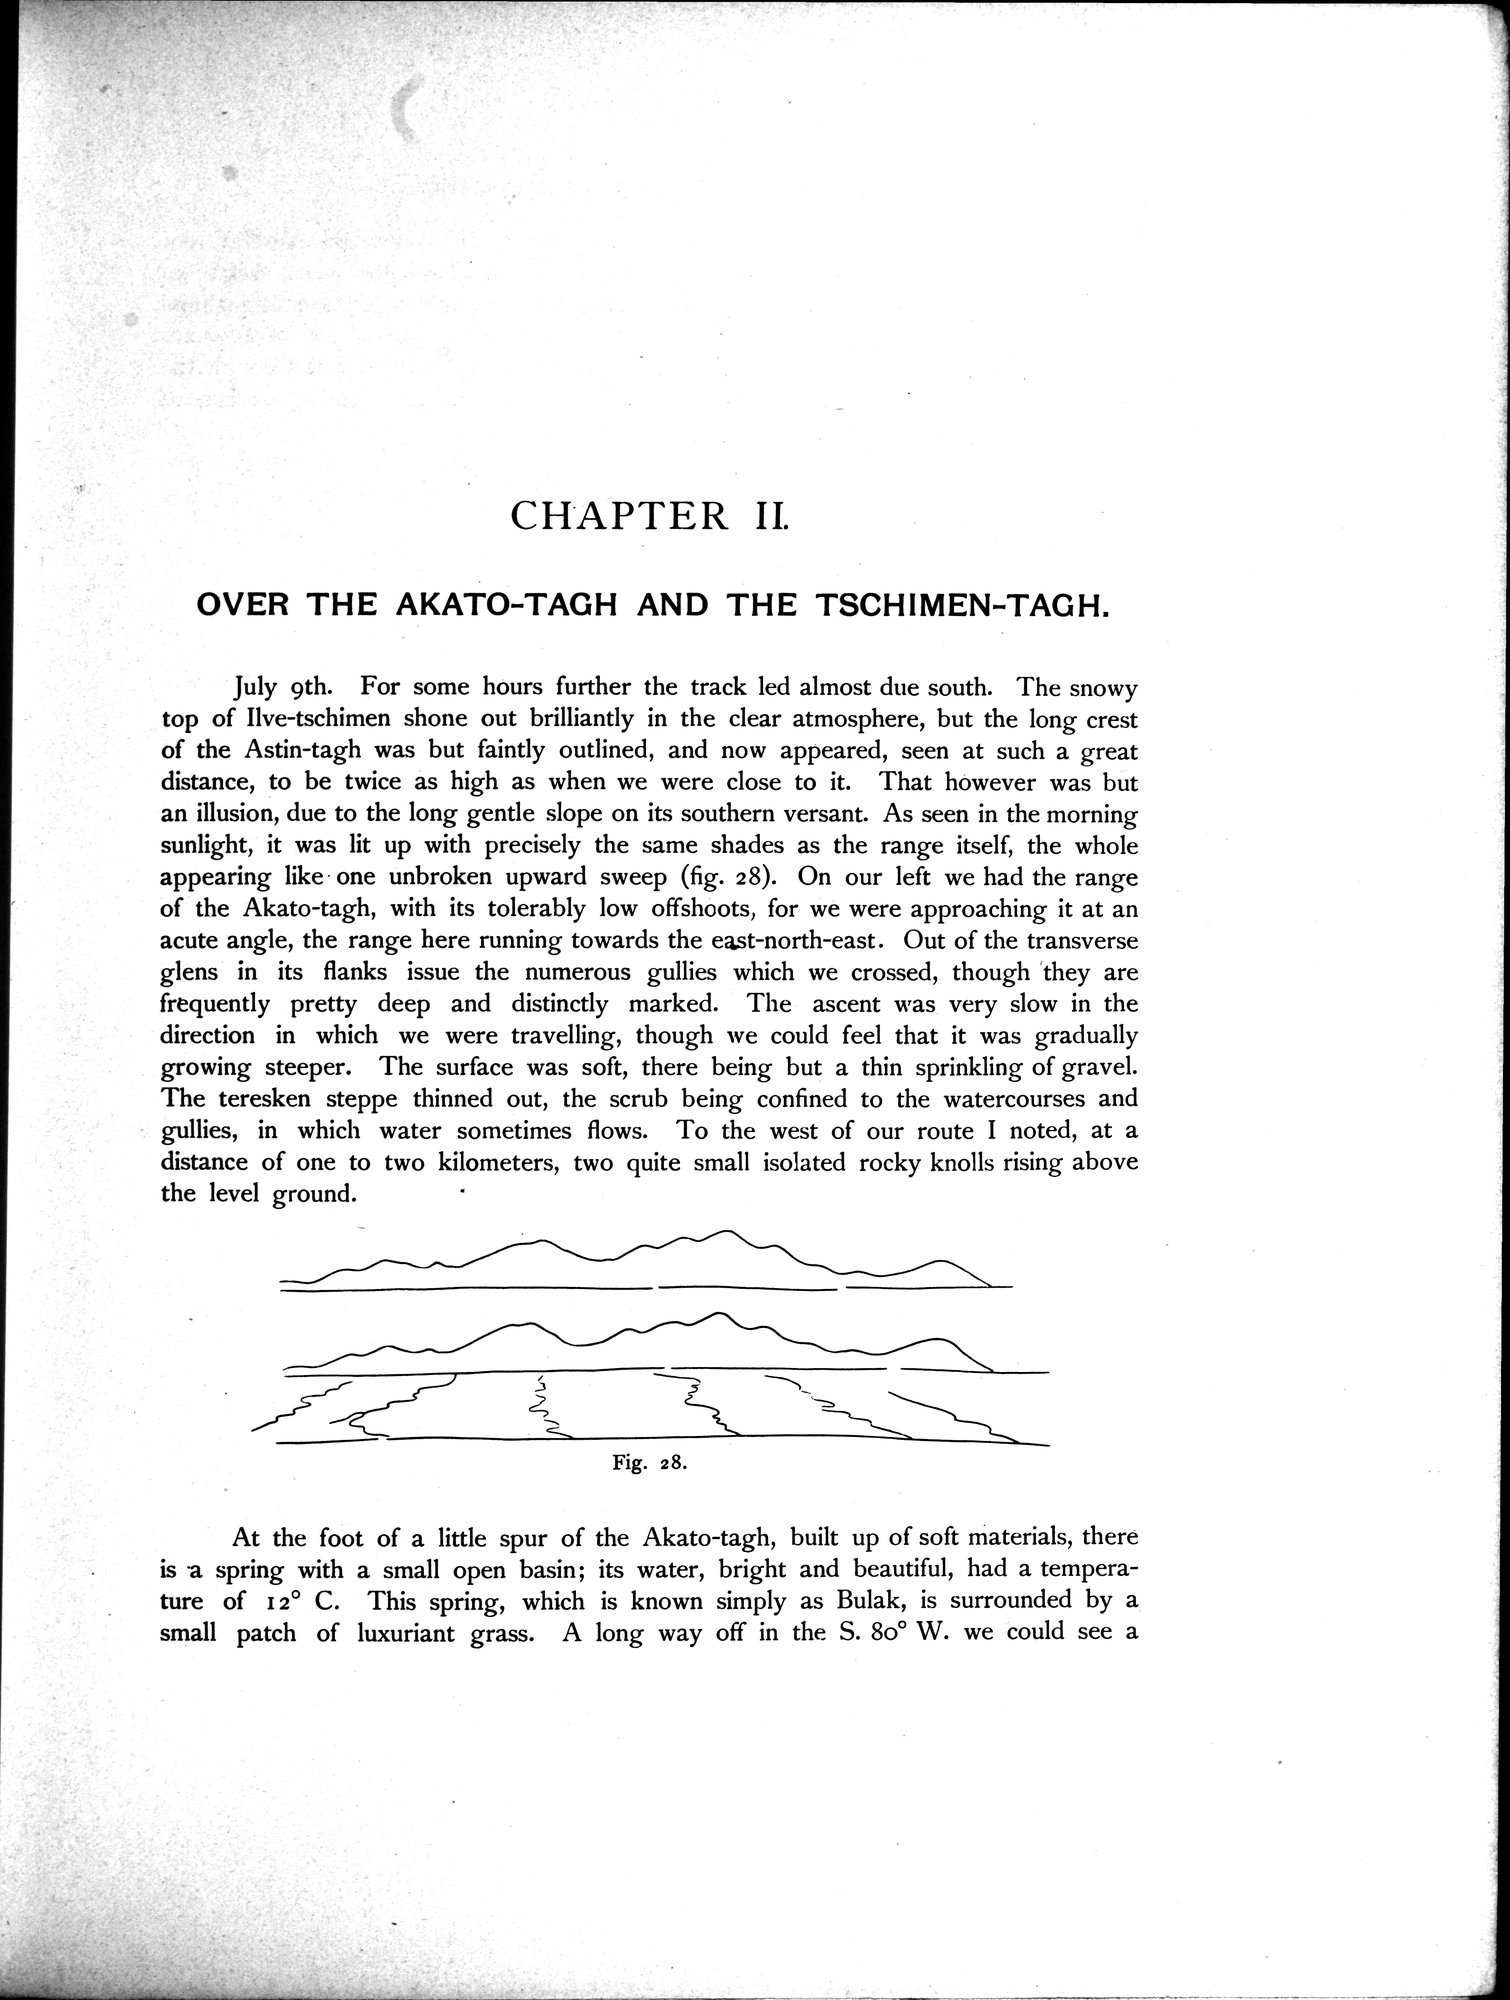 CHAPTER II.
OVER THE AKATO-TAGH AND THE TSCHIMEN-TAGH.
July 9th. For some hours further the track led almost due south. The snowy
top of Ilve-tschimen shone out brilliantly in the clear atmosphere, but the long crest
of the Astin-tagh was but faintly outlined, and now appeared, seen at such a great
distance, to be twice as high as when we were close to it. That however was but
an illusion, due to the long gentle slope on its southern versant. As seen in the morning
sunlight, it was lit up with precisely the same shades as the range itself, the whole
appearing like one unbroken upward sweep (fig. 28). On our left we had the range
of the Akato-tagh, with its tolerably low offshoots, for we were approaching it at an
acute angle, the range here running towards the east-north-east. Out of the transverse
glens in its flanks issue the numerous gullies which we crossed, though they are
frequently pretty deep and distinctly marked. The ascent was very slow in the
direction in which we were travelling, though we could feel that it was gradually
growing steeper. The surface was soft, there being but a thin sprinkling of gravel.
The teresken steppe thinned out, the scrub being confined to the watercourses and
gullies, in which water sometimes flows. To the west of our route I noted, at a
distance of one to two kilometers, two quite small isolated rocky knolls rising above
the level ground.
Fig. 28.
At the foot of a little spur of the Akato-tagh, built up of soft materials, there
is a spring with a small open basin; its water, bright and beautiful, had a tempera-
ture of 12° C. This spring, which is known simply as Bulak, is surrounded by a
small patch of luxuriant grass. A long way off in the S. 80° W. we could see a